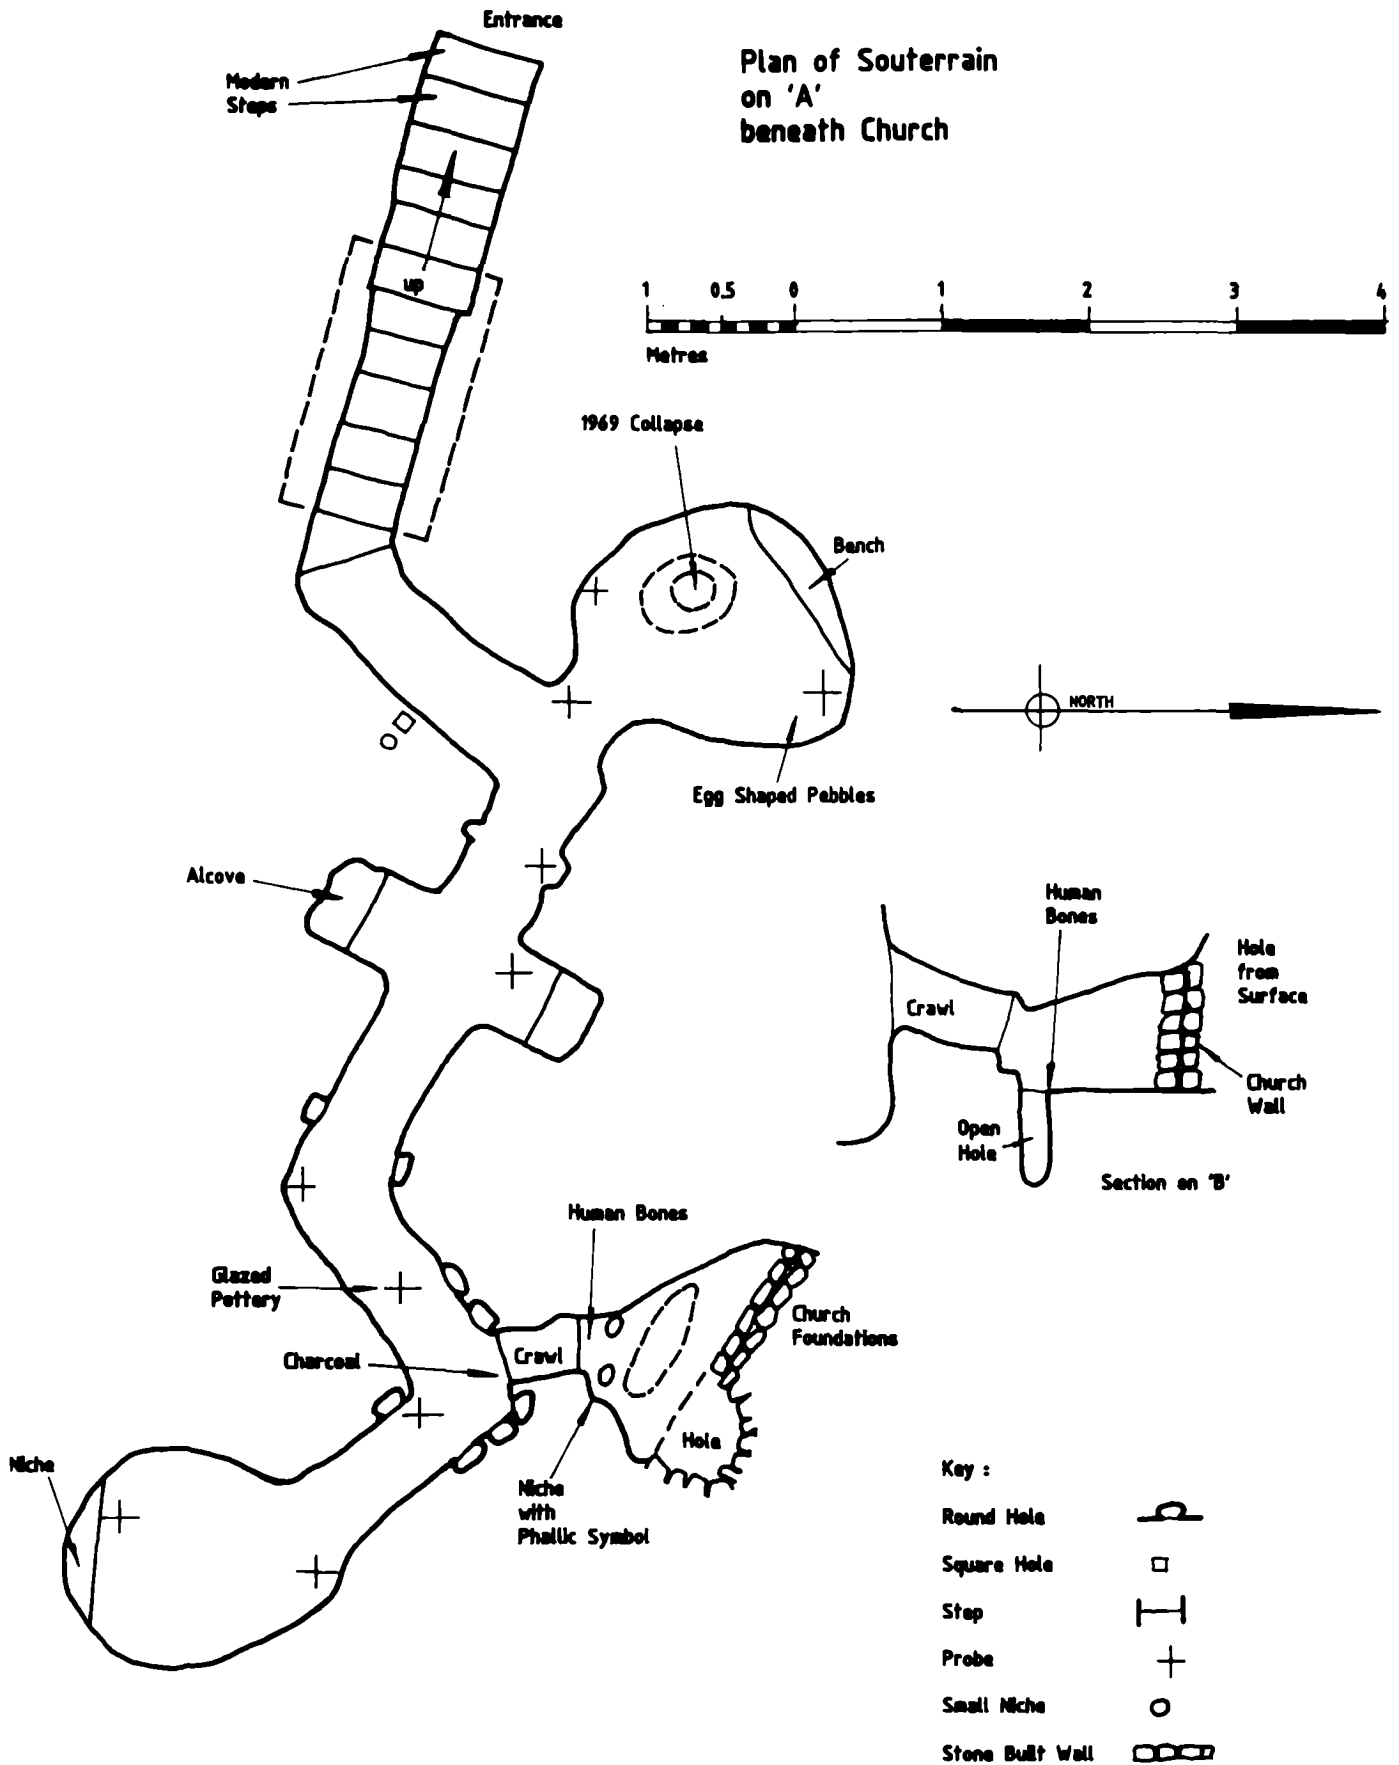 Entrance
Plan of Souterrain
on 'A'
beneath Church
Modern
Steps
up
1 0.5 0 1 2 3 4
Metres
1969 Collapse
Bench
NORTH
Egg Shaped Pebbles
Alcove
Human
Bones
Hole
from
Surface
Crawl
Church
Wall
Open
Hole
Section on 'B'
Human Bones
Glazed
Pottery
Church
Foundations
Charcoal
Crawl
Hole
Niche
Niche
with
Phallic Symbol
Key :
Round Hole
Square Hole
Step
Probe
Small Niche
Stone Built Wall